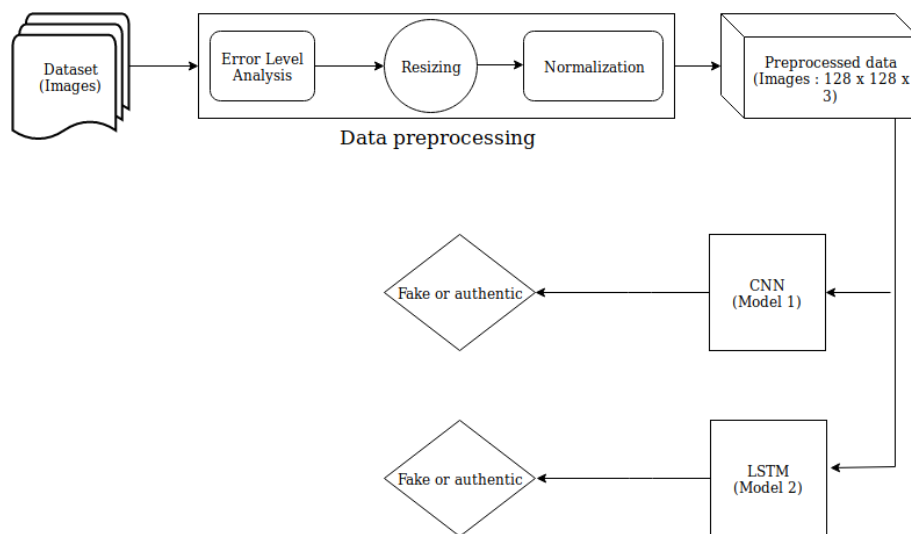 Dataset
(Images)
Error Level
Analysis
Resizing
Normalization
Preprocessed data
(Images : 128 x 128 x
3)
Data preprocessing
Fake or authentic
CNN
(Model 1)
Fake or authentic
LSTM
(Model 2)